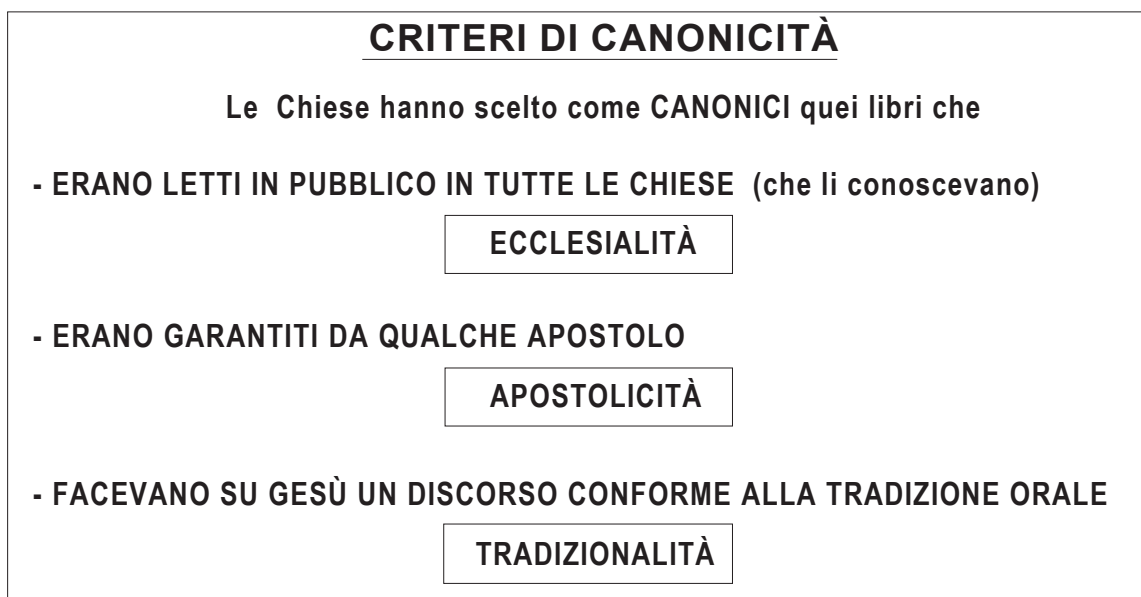 CRITERI DI CANONICITÀ
Le Chiese hanno scelto come CANONICI quei libri che
- ERANO LETTI IN PUBBLICO IN TUTTE LE CHIESE (che li conoscevano)
ECCLESIALITÀ
- ERANO GARANTITI DA QUALCHE APOSTOLO
APOSTOLICITÀ
- FACEVANO SU GESÙ UN DISCORSO CONFORME ALLA TRADIZIONE ORALE
TRADIZIONALITÀ